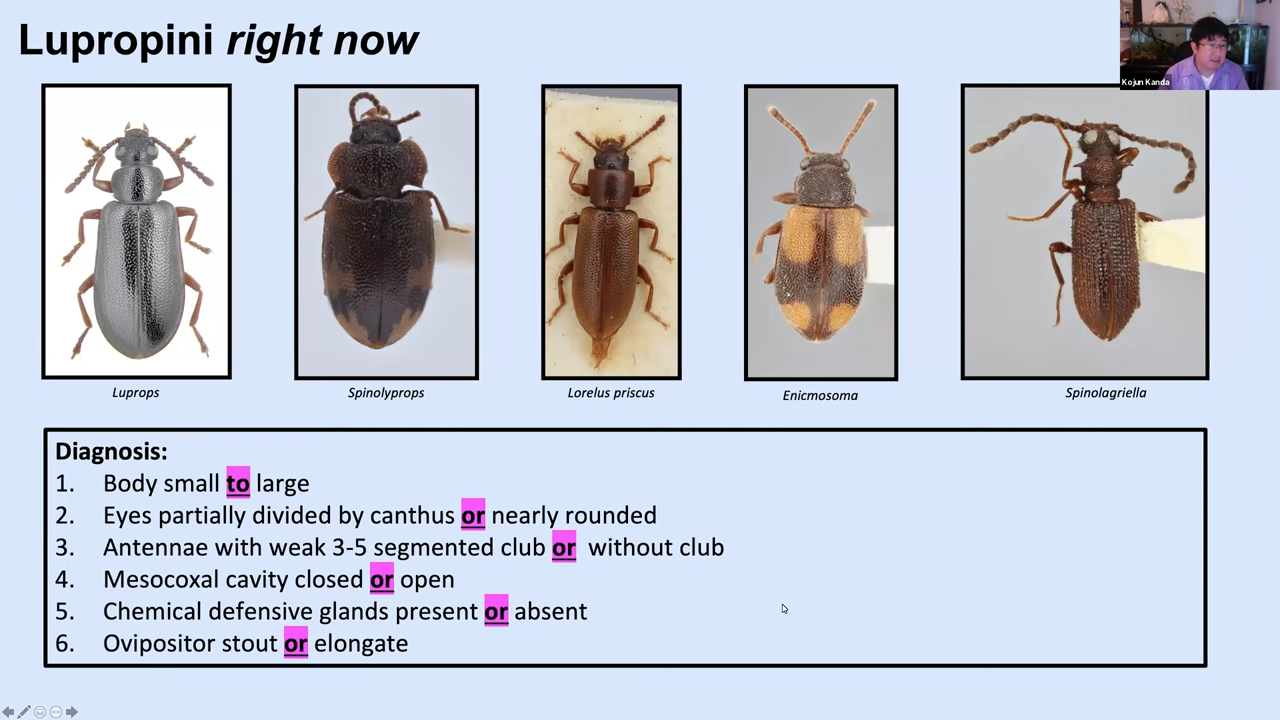 Lupropini right now
Kojun Kanda
Luprops
Spinolyprops
Lorelus priscus
Enicmosoma
Spinolagriella
Diagnosis:
1. Body small to large
2. Eyes partially divided by canthus or nearly rounded
3. Antennae with weak 3-5 segmented club or without club
4. Mesocoxal cavity closed or open
5. Chemical defensive glands present or absent
6. Ovipositor stout or elongate